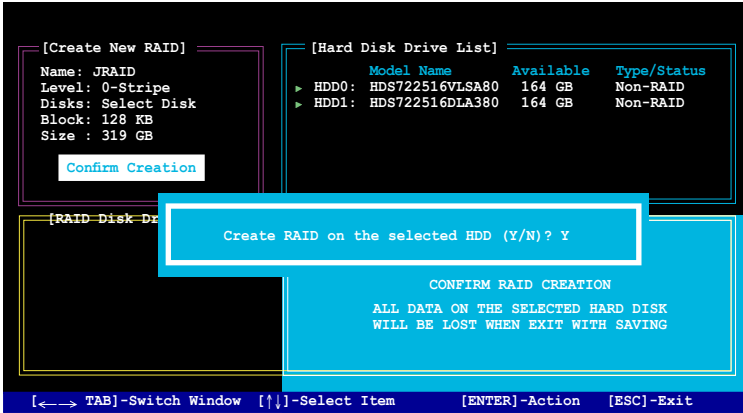 [Create New RAID]
Name: JRAID
Level: 0-Stripe
Disks: Select Disk
Block: 128 KB
Size : 319 GB
Confirm Creation
[Hard Disk Drive List]
Model Name Available Type/Status
HDD0: HDS722516VLSA80 164 GB Non-RAID
HDD1: HDS722516DLA380 164 GB Non-RAID
[RAID Disk Dr
Create RAID on the selected HDD (Y/N)? Y
CONFIRM RAID CREATION
ALL DATA ON THE SELECTED HARD DISK
WILL BE LOST WHEN EXIT WITH SAVING
[←→ TAB]-Switch Window [↑↓]-Select Item [ENTER]-Action [ESC]-Exit